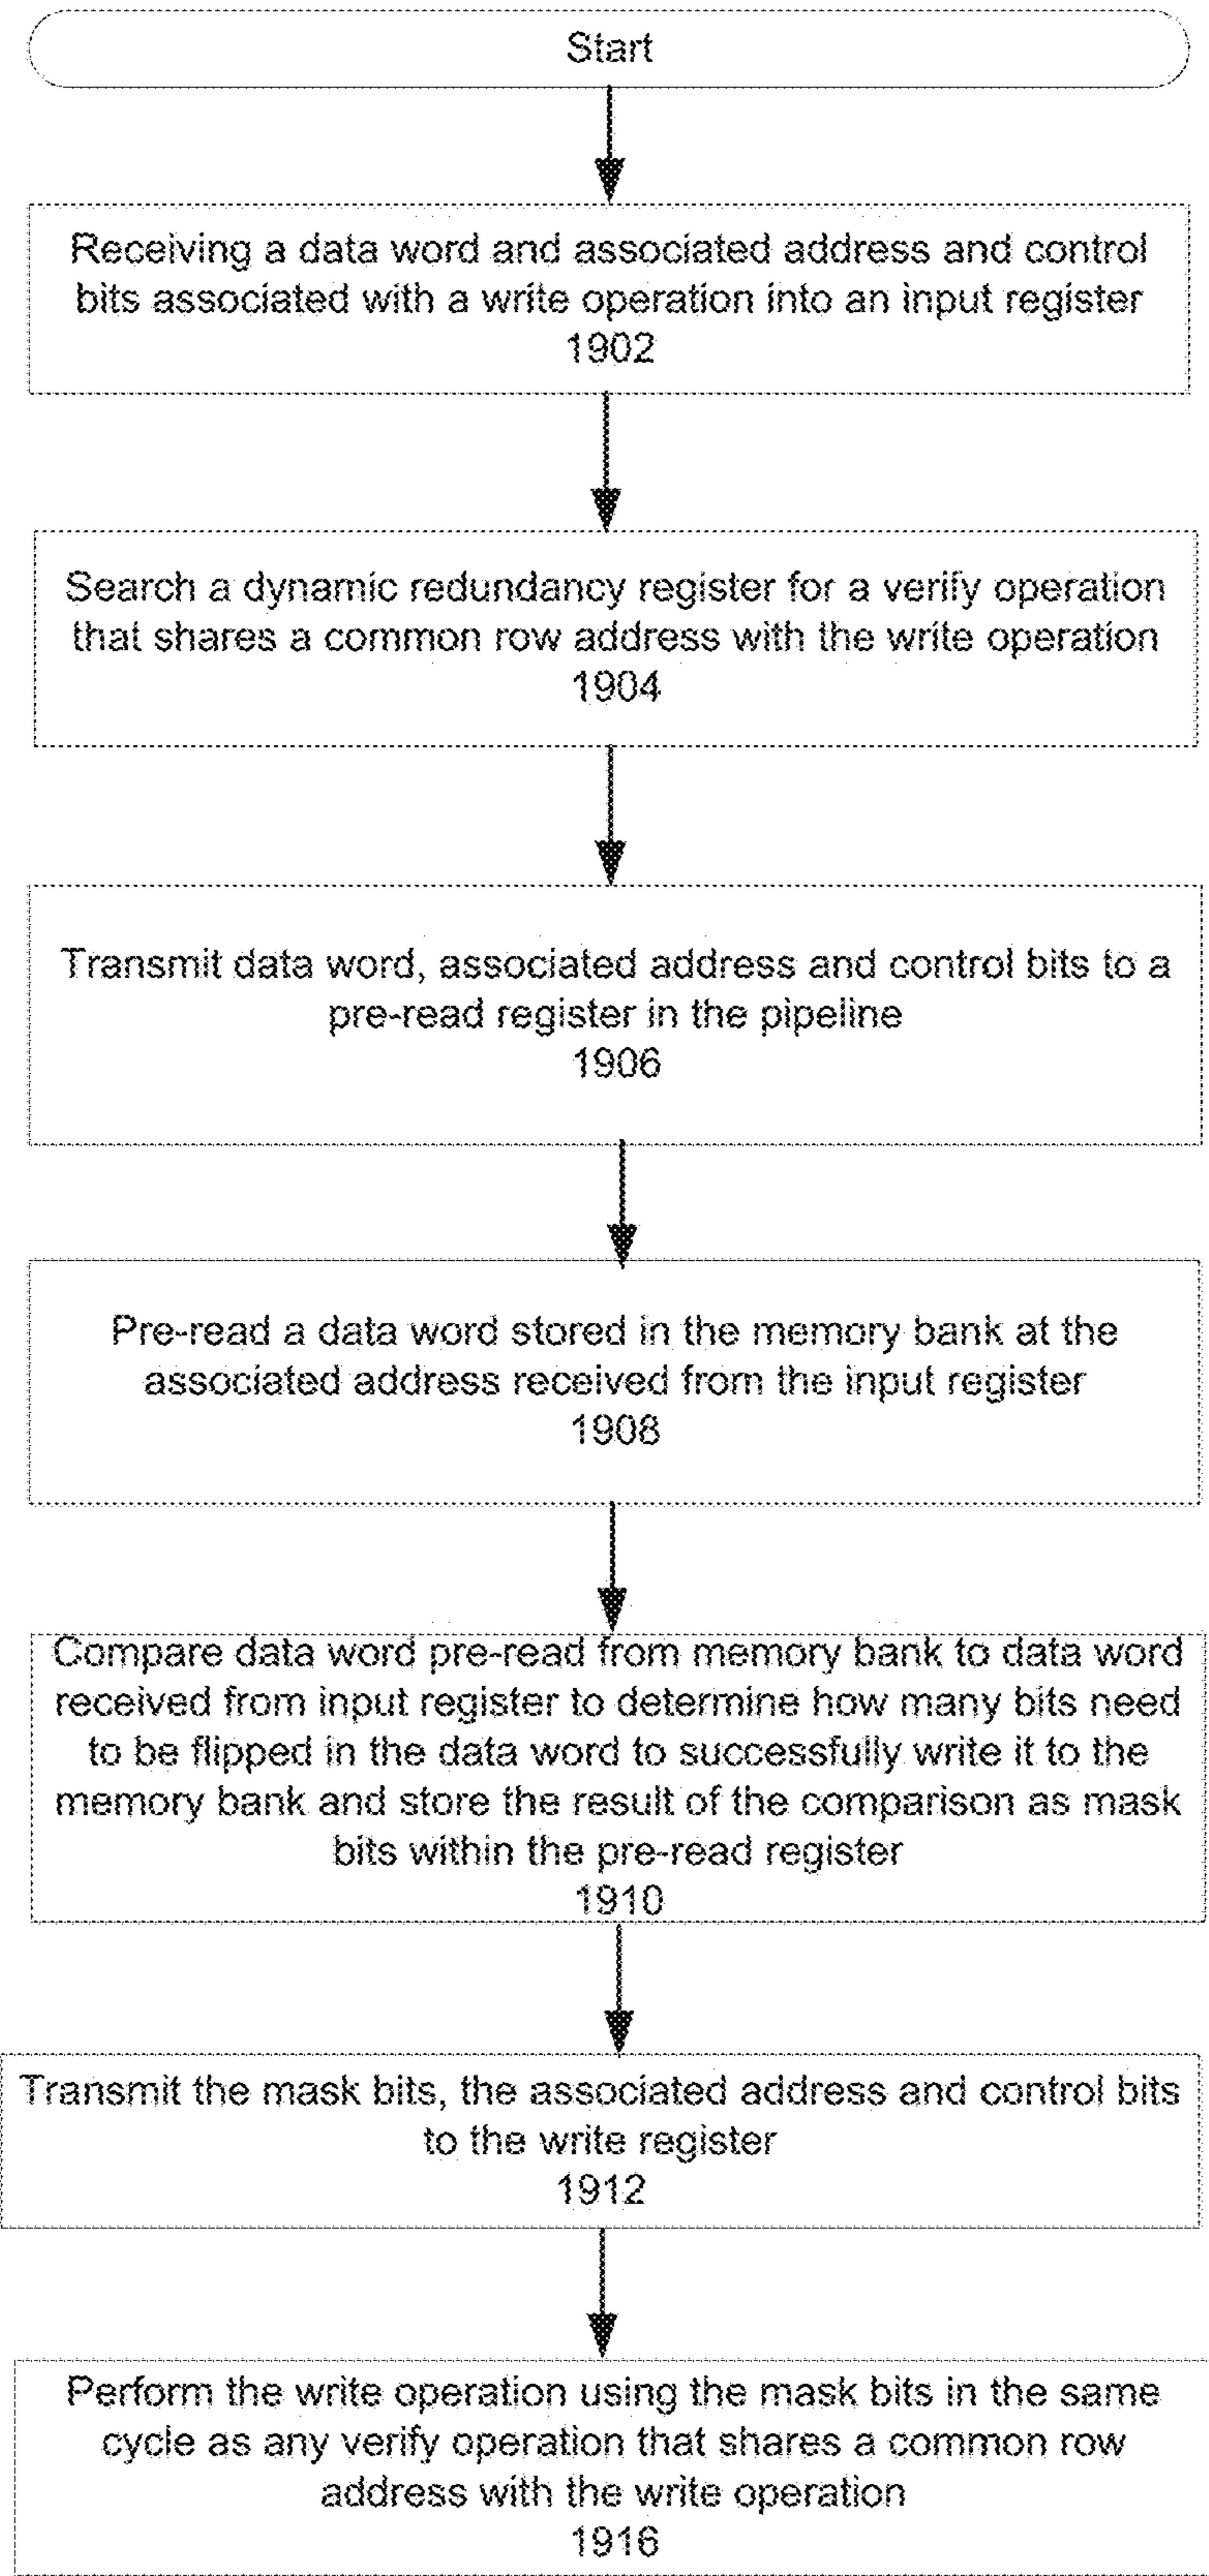 Start
Receiving a data word and associated address and control
bits associated with a write operation into an input register
1902
Search a dynamic redundancy register for a verify operation
that shares a common row address with the write operation
1904
Transmit data word, associated address and control bits to a
pre-read register in the pipeline
1906
Pre-read a data word stored in the memory bank at the
associated address received from the input register
1908
Compare data word pre-read from memory bank to data word
received from input register to determine how many bits need
to be flipped in the data word to successfully write it to the
memory bank and store the result of the comparison as mask
bits within the pre-read register
1910
Transmit the mask bits, the associated address and control bits
to the write register
1912
Perform the write operation using the mask bits in the same
cycle as any verify operation that shares a common row
address with the write operation
1916